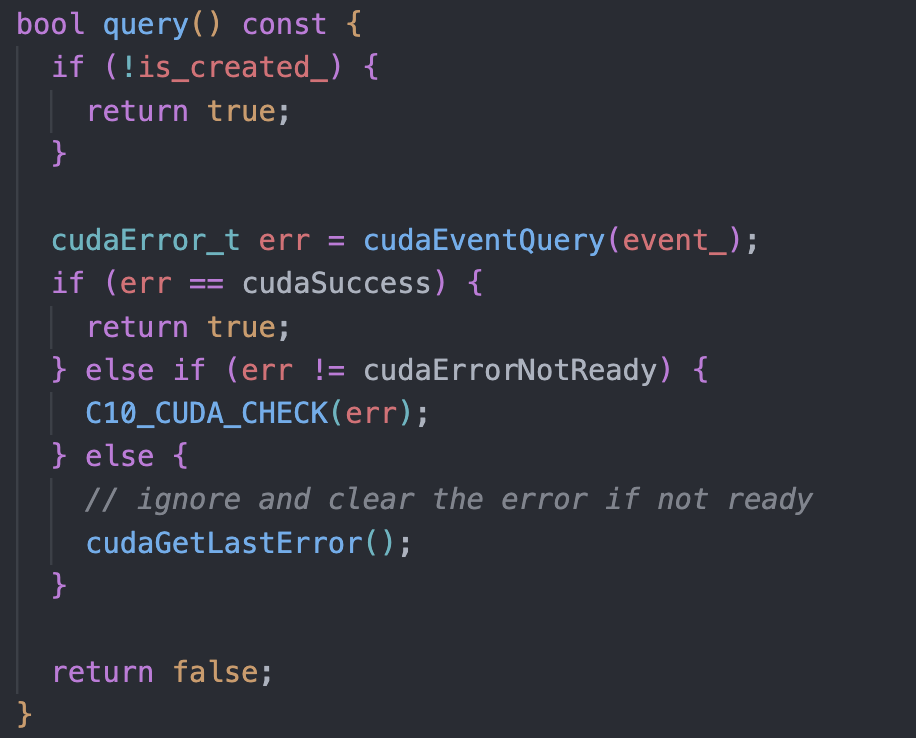 bool query() const {
  if (!is_created_) {
    return true;
  }

  cudaError_t err = cudaEventQuery(event_);
  if (err == cudaSuccess) {
    return true;
  } else if (err != cudaErrorNotReady) {
    C10_CUDA_CHECK(err);
  } else {
    // ignore and clear the error if not ready
    cudaGetLastError();
  }

  return false;
}